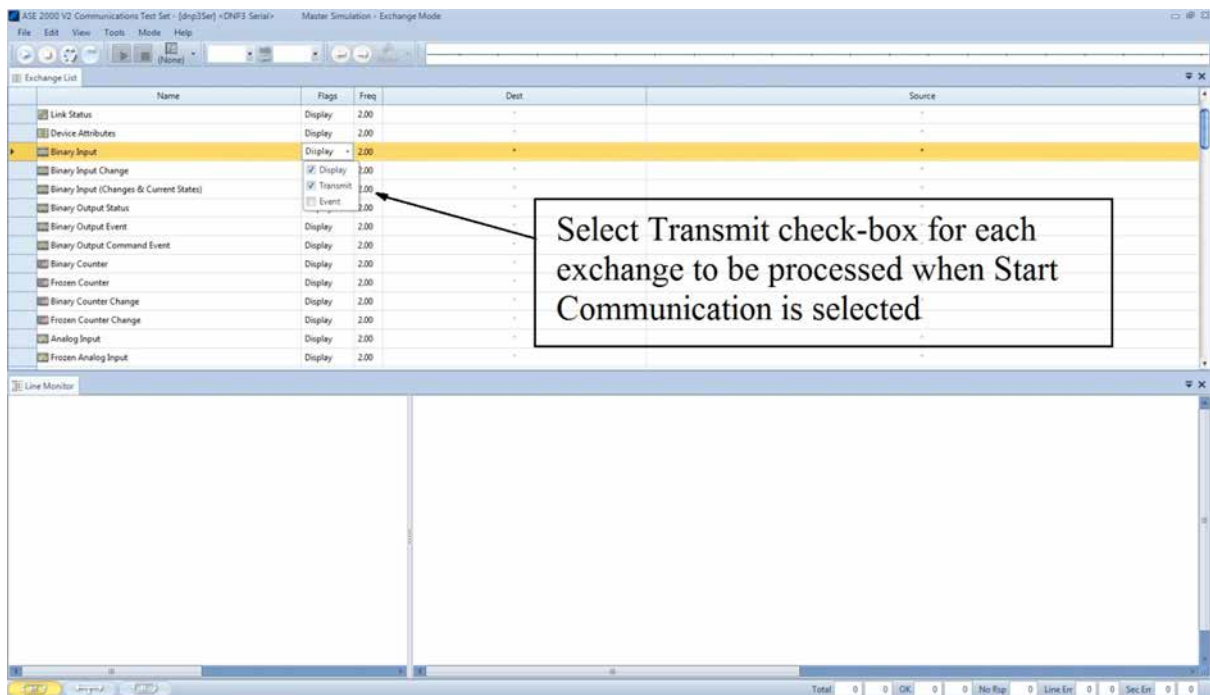 ASE 2000 V2 Communications Test Set - [dnp3Ser] <DNP3 Serial> Master Simulation - Exchange Mode
File Edit View Tools Mode Help
(None)
Exchange List
Name Flags Freq Dest Source
Link Status Display 2.00 * *
Device Attributes Display 2.00 * *
Binary Input Display 2.00 * *
Binary Input Change Display 2.00 *
Binary Input (Changes & Current States) Transmit 2.00 *
Binary Output Status Event 2.00 *
Binary Output Event Display 2.00 *
Binary Output Command Event Display 2.00 *
Binary Counter Display 2.00 *
Frozen Counter Display 2.00 *
Binary Counter Change Display 2.00 *
Frozen Counter Change Display 2.00 *
Analog Input Display 2.00 * *
Frozen Analog Input Display 2.00 * *
Select Transmit check-box for each
exchange to be processed when Start
Communication is selected
Line Monitor
Total 0 0 OK 0 0 No Rsp 0 Line Err 0 0 Sec Err 0 0